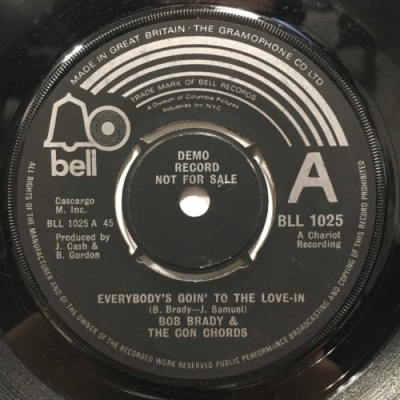 MADE IN GREAT BRITAIN · THE GRAMOPHONE CO LTD
TRADE MARK OF BELL RECORDS
A Division of Columbia Pictures
Industries, Inc. N.Y.C.
bell
DEMO
RECORD
NOT FOR SALE
A
Cascargo
M. Inc.
BLL 1025 A 45
Produced by
J. Cash &
B. Gordon
BLL 1025
A Chariot
Recording
EVERYBODY'S GOIN' TO THE LOVE-IN
(B. Brady—J. Samuel)
BOB BRADY &
THE CON CHORDS
ALL RIGHTS OF THE MANUFACTURER AND OF THE OWNER OF THE RECORDED WORK RESERVED PUBLIC PERFORMANCE BROADCASTING AND COPYING OF THIS RECORD PROHIBITED